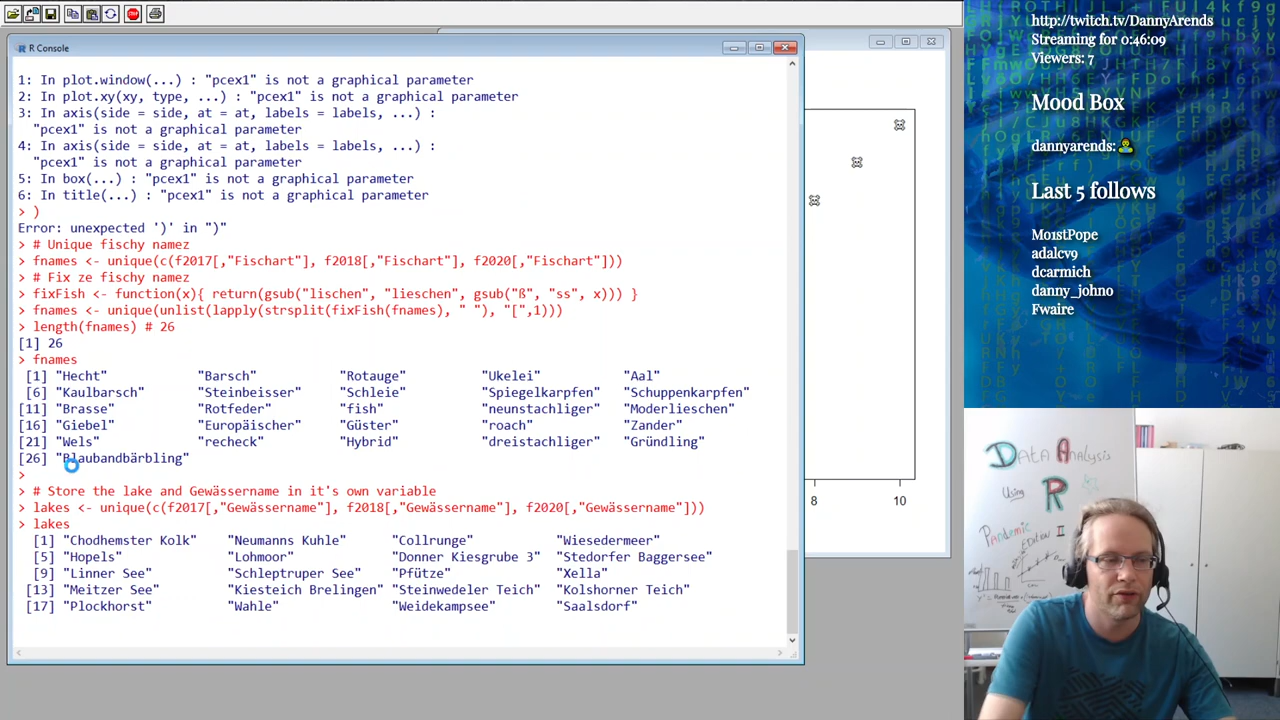 R Console
1: In plot.window(...) : "pcex1" is not a graphical parameter
2: In plot.xy(xy, type, ...) : "pcex1" is not a graphical parameter
3: In axis(side = side, at = at, labels = labels, ...) :
"pcex1" is not a graphical parameter
4: In axis(side = side, at = at, labels = labels, ...) :
"pcex1" is not a graphical parameter
5: In box(...) : "pcex1" is not a graphical parameter
6: In title(...) : "pcex1" is not a graphical parameter
> )
Error: unexpected ')' in ")"
> # Unique fischy namez
> fnames <- unique(c(f2017[,"Fischart"], f2018[,"Fischart"], f2020[,"Fischart"]))
> # Fix ze fischy namez
> fixFish <- function(x){ return(gsub("lischen", "lieschen", gsub("ß", "ss", x))) }
> fnames <- unique(unlist(lapply(strsplit(fixFish(fnames), " "), "[",1)))
> length(fnames) # 26
[1] 26
> fnames
[1] "Hecht" "Barsch" "Rotauge" "Ukelei" "Aal"
[6] "Kaulbarsch" "Steinbeisser" "Schleie" "Spiegelkarpfen" "Schuppenkarpfen"
[11] "Brasse" "Rotfeder" "fish" "neunstachliger" "Moderlieschen"
[16] "Giebel" "Europäischer" "Güster" "roach" "Zander"
[21] "Wels" "recheck" "Hybrid" "dreistachliger" "Gründling"
[26] "Blaubandbärbling"
>
> # Store the lake and Gewässername in it's own variable
> lakes <- unique(c(f2017[,"Gewässername"], f2018[,"Gewässername"], f2020[,"Gewässername"]))
> lakes
[1] "Chodhemster Kolk" "Neumanns Kuhle" "Collrunge" "Wiesedermeer"
[5] "Hopels" "Lohmoor" "Donner Kiesgrube 3" "Stedorfer Baggersee"
[9] "Linner See" "Schleptruper See" "Pfütze" "Xella"
[13] "Meitzer See" "Kiesteich Brelingen" "Steinwedeler Teich" "Kolshorner Teich"
[17] "Plockhorst" "Wahle" "Weidekampsee" "Saalsdorf"
8 10
http://twitch.tv/DannyArends
Streaming for 0:46:09
Viewers: 7
Mood Box
dannyarends:
Last 5 follows
Mo1stPope
adalcv9
dcarmich
danny_johno
Fwaire
Data Analysis
Using R
Pandemic
Edition II